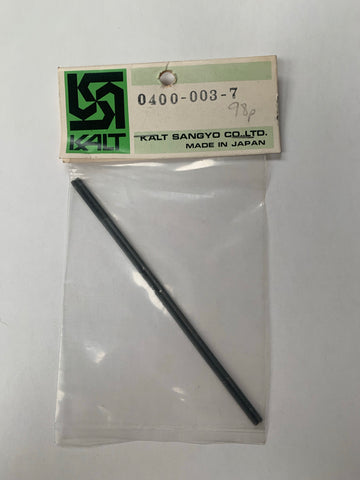 KALT
0400-003-7
98p
KALT SANGYO CO.,LTD.
MADE IN JAPAN